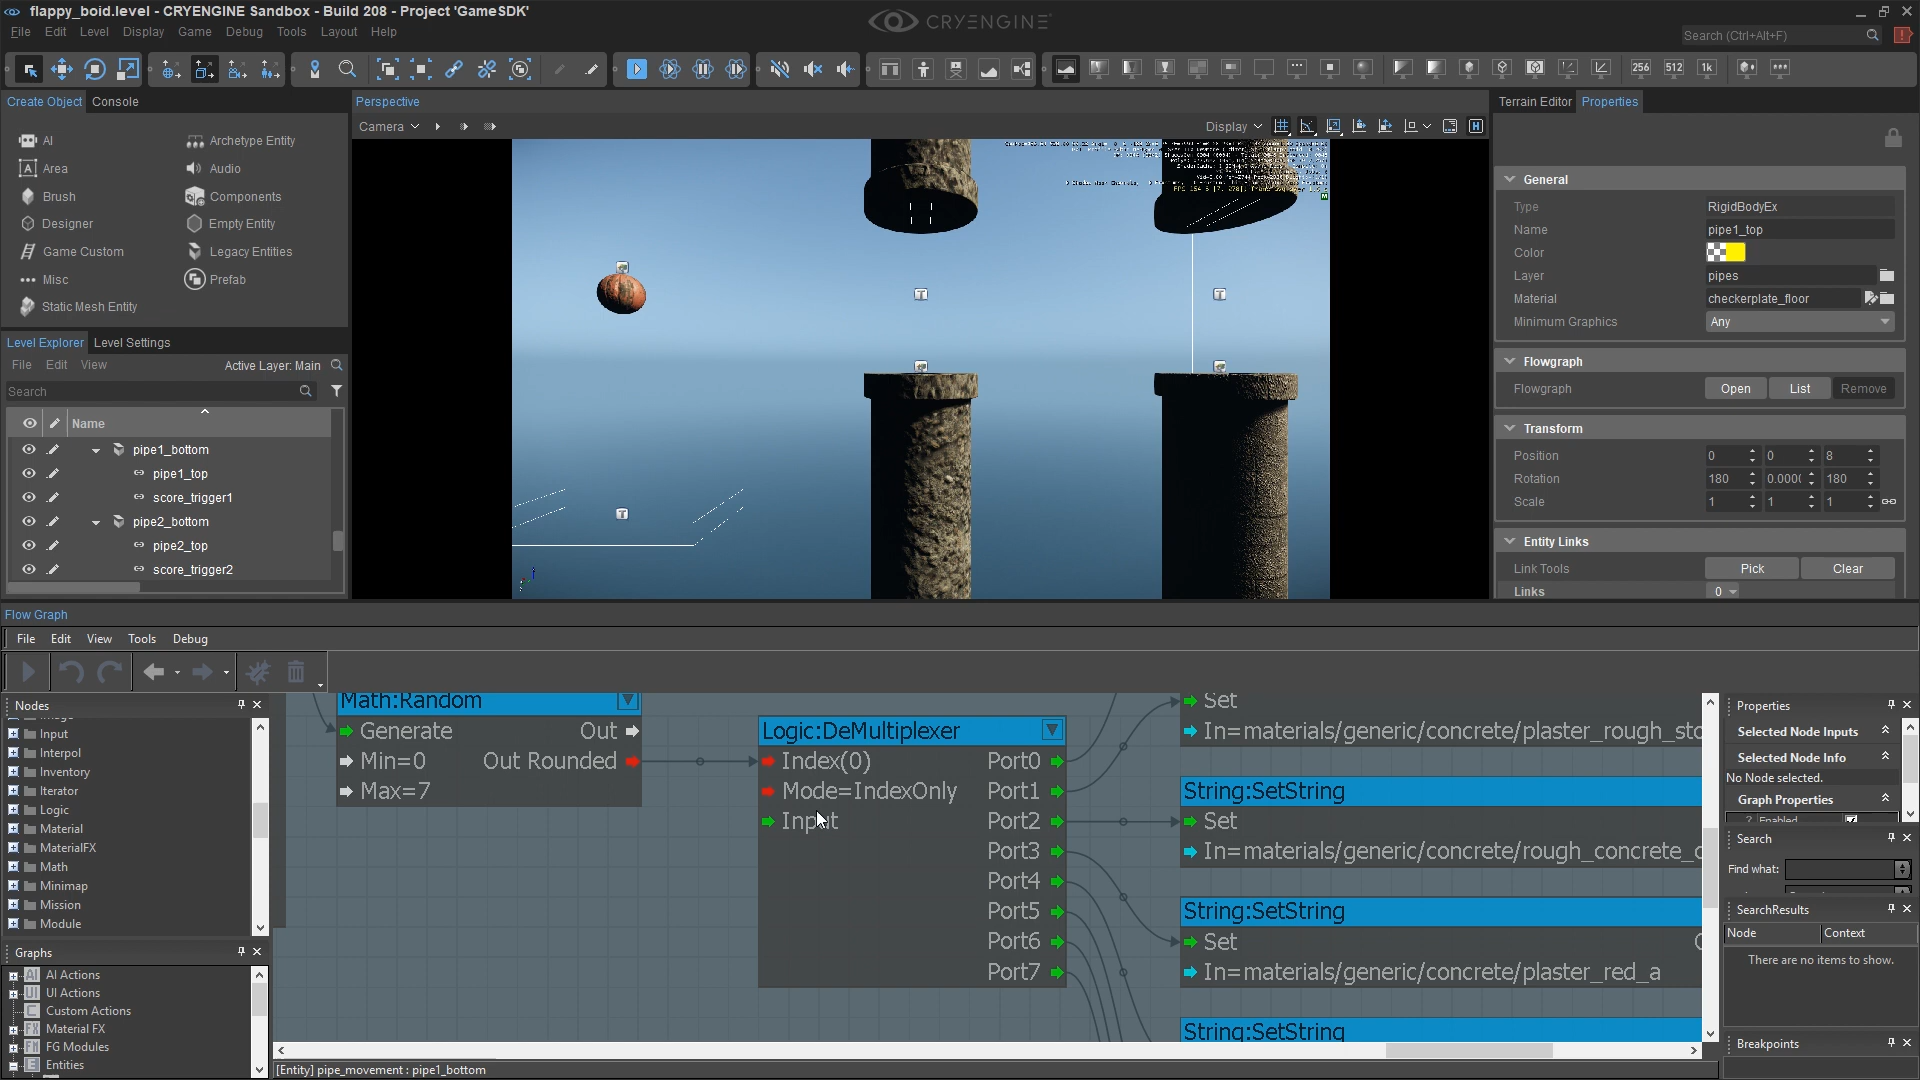 flappy_boid.level - CRYENGINE Sandbox - Build 208 - Project 'GameSDK'
CRYENGINE
File Edit Level Display Game Debug Tools Layout Help
Search (Ctrl+Alt+F)
256 512 1k
Create Object Console
Perspective
Terrain Editor Properties
Camera
Display
AI
Archetype Entity
Area
Audio
Brush
Components
Designer
Empty Entity
Game Custom
Legacy Entities
Misc
Prefab
Static Mesh Entity
General
Type RigidBodyEx
Name pipe1_top
Color
Layer pipes
Material checkerplate_floor
Minimum Graphics Any
Flowgraph
Flowgraph Open List Remove
Transform
Position 0 0 8
Rotation 180 0.000 180
Scale 1 1 1
Entity Links
Link Tools Pick Clear
Links 0
Level Explorer Level Settings
File Edit View Active Layer: Main
Search
Name
pipe1_bottom
pipe1_top
score_trigger1
pipe2_bottom
pipe2_top
score_trigger2
Flow Graph
File Edit View Tools Debug
Nodes
Input
Interpol
Inventory
Iterator
Logic
Material
MaterialFX
Math
Minimap
Mission
Module
Graphs
AI Actions
UI Actions
Custom Actions
Material FX
FG Modules
Entities
Math:Random
Generate Out
Min=0 Out Rounded
Max=7
Logic:DeMultiplexer
Index(0) Port0
Mode=IndexOnly Port1
Input Port2
Port3
Port4
Port5
Port6
Port7
Set
In=materials/generic/concrete/plaster_rough_sto
String:SetString
Set
In=materials/generic/concrete/rough_concrete_c
String:SetString
Set
In=materials/generic/concrete/plaster_red_a
String:SetString
Properties
Selected Node Inputs
Selected Node Info
No Node selected.
Graph Properties
? Enabled
Search
Find what:
SearchResults
Node Context
There are no items to show.
Breakpoints
[Entity] pipe_movement : pipe1_bottom